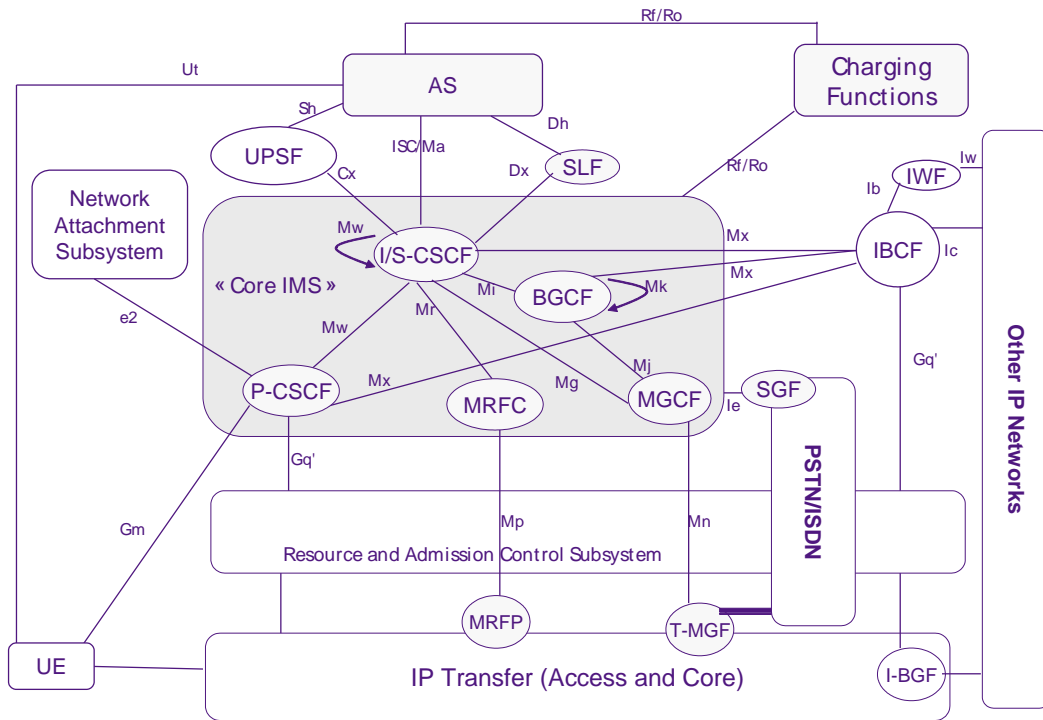 Rf/Ro
Ut
AS
Charging
Functions
Sh
Dh
ISC/Ma
UPSF
SLF
Iw
IWF
Cx
Dx
Rf/Ro
Ib
Network
Attachment
Subsystem
Mw
Mx
I/S-CSCF
IBCF
Ic
« Core IMS »
Mi
BGCF
Mk
Mx
Mr
e2
Mw
Mj
Gq'
Mx
Mg
P-CSCF
MRFC
MGCF
Ie
SGF
Other IP Networks
PSTN/ISDN
Gq'
Gm
Mp
Mn
Resource and Admission Control Subsystem
MRFP
T-MGF
UE
IP Transfer (Access and Core)
I-BGF